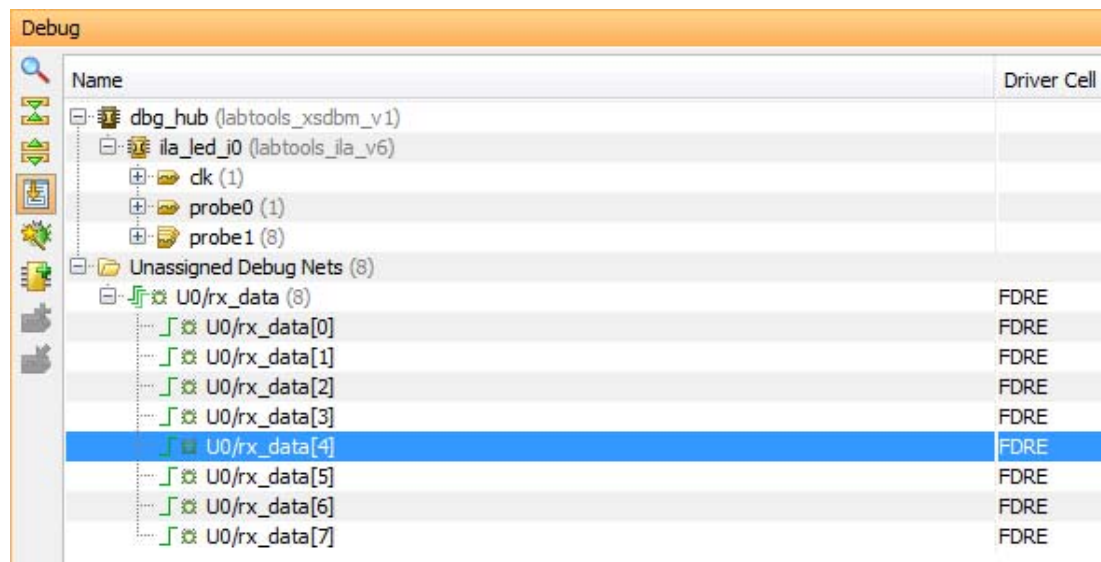 Debug
Name Driver Cell
dbg_hub (labtools_xsdbm_v1)
ila_led_i0 (labtools_ila_v6)
clk (1)
probe0 (1)
probe1 (8)
Unassigned Debug Nets (8)
U0/rx_data (8) FDRE
U0/rx_data[0] FDRE
U0/rx_data[1] FDRE
U0/rx_data[2] FDRE
U0/rx_data[3] FDRE
U0/rx_data[4] FDRE
U0/rx_data[5] FDRE
U0/rx_data[6] FDRE
U0/rx_data[7] FDRE